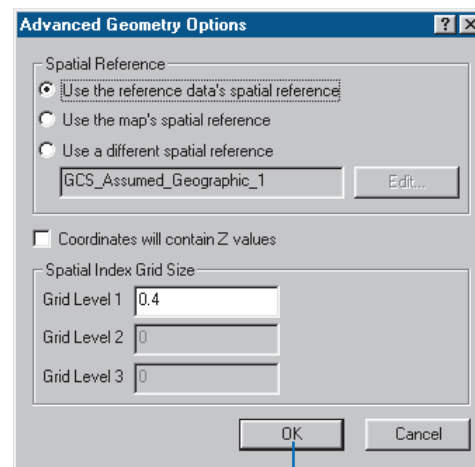 Advanced Geometry Options
Spatial Reference
Use the reference data's spatial reference
Use the map's spatial reference
Use a different spatial reference
GCS_Assumed_Geographic_1
Edit...
Coordinates will contain Z values
Spatial Index Grid Size
Grid Level 1 0.4
Grid Level 2 0
Grid Level 3 0
OK Cancel